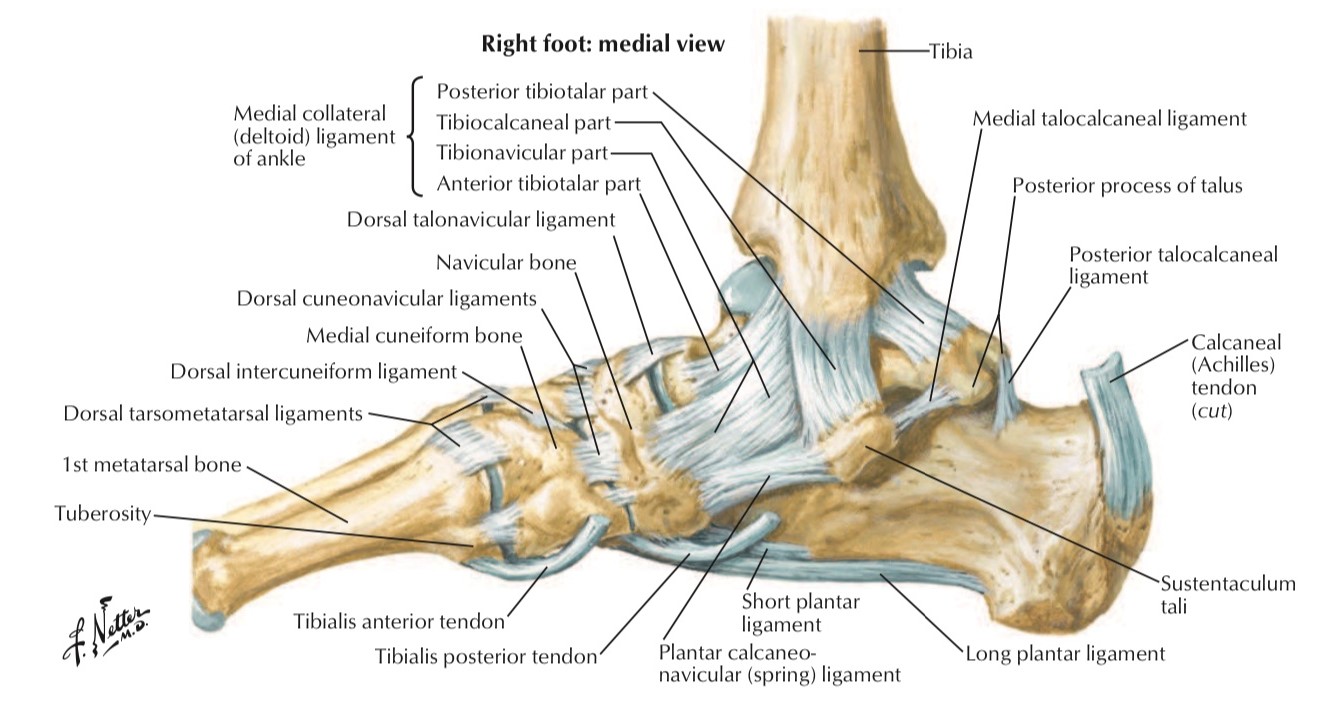 Right foot: medial view
Tibia
Medial collateral
(deltoid) ligament
of ankle
Posterior tibiotalar part
Tibiocalcaneal part
Tibionavicular part
Anterior tibiotalar part
Dorsal talonavicular ligament
Navicular bone
Dorsal cuneonavicular ligaments
Medial cuneiform bone
Dorsal intercuneiform ligament
Dorsal tarsometatarsal ligaments
1st metatarsal bone
Tuberosity
Medial talocalcaneal ligament
Posterior process of talus
Posterior talocalcaneal
ligament
Calcaneal
(Achilles)
tendon
(cut)
Sustentaculum
tali
Long plantar ligament
Short plantar
ligament
Plantar calcaneo-
navicular (spring) ligament
Tibialis anterior tendon
Tibialis posterior tendon
F. Netter
M.D.